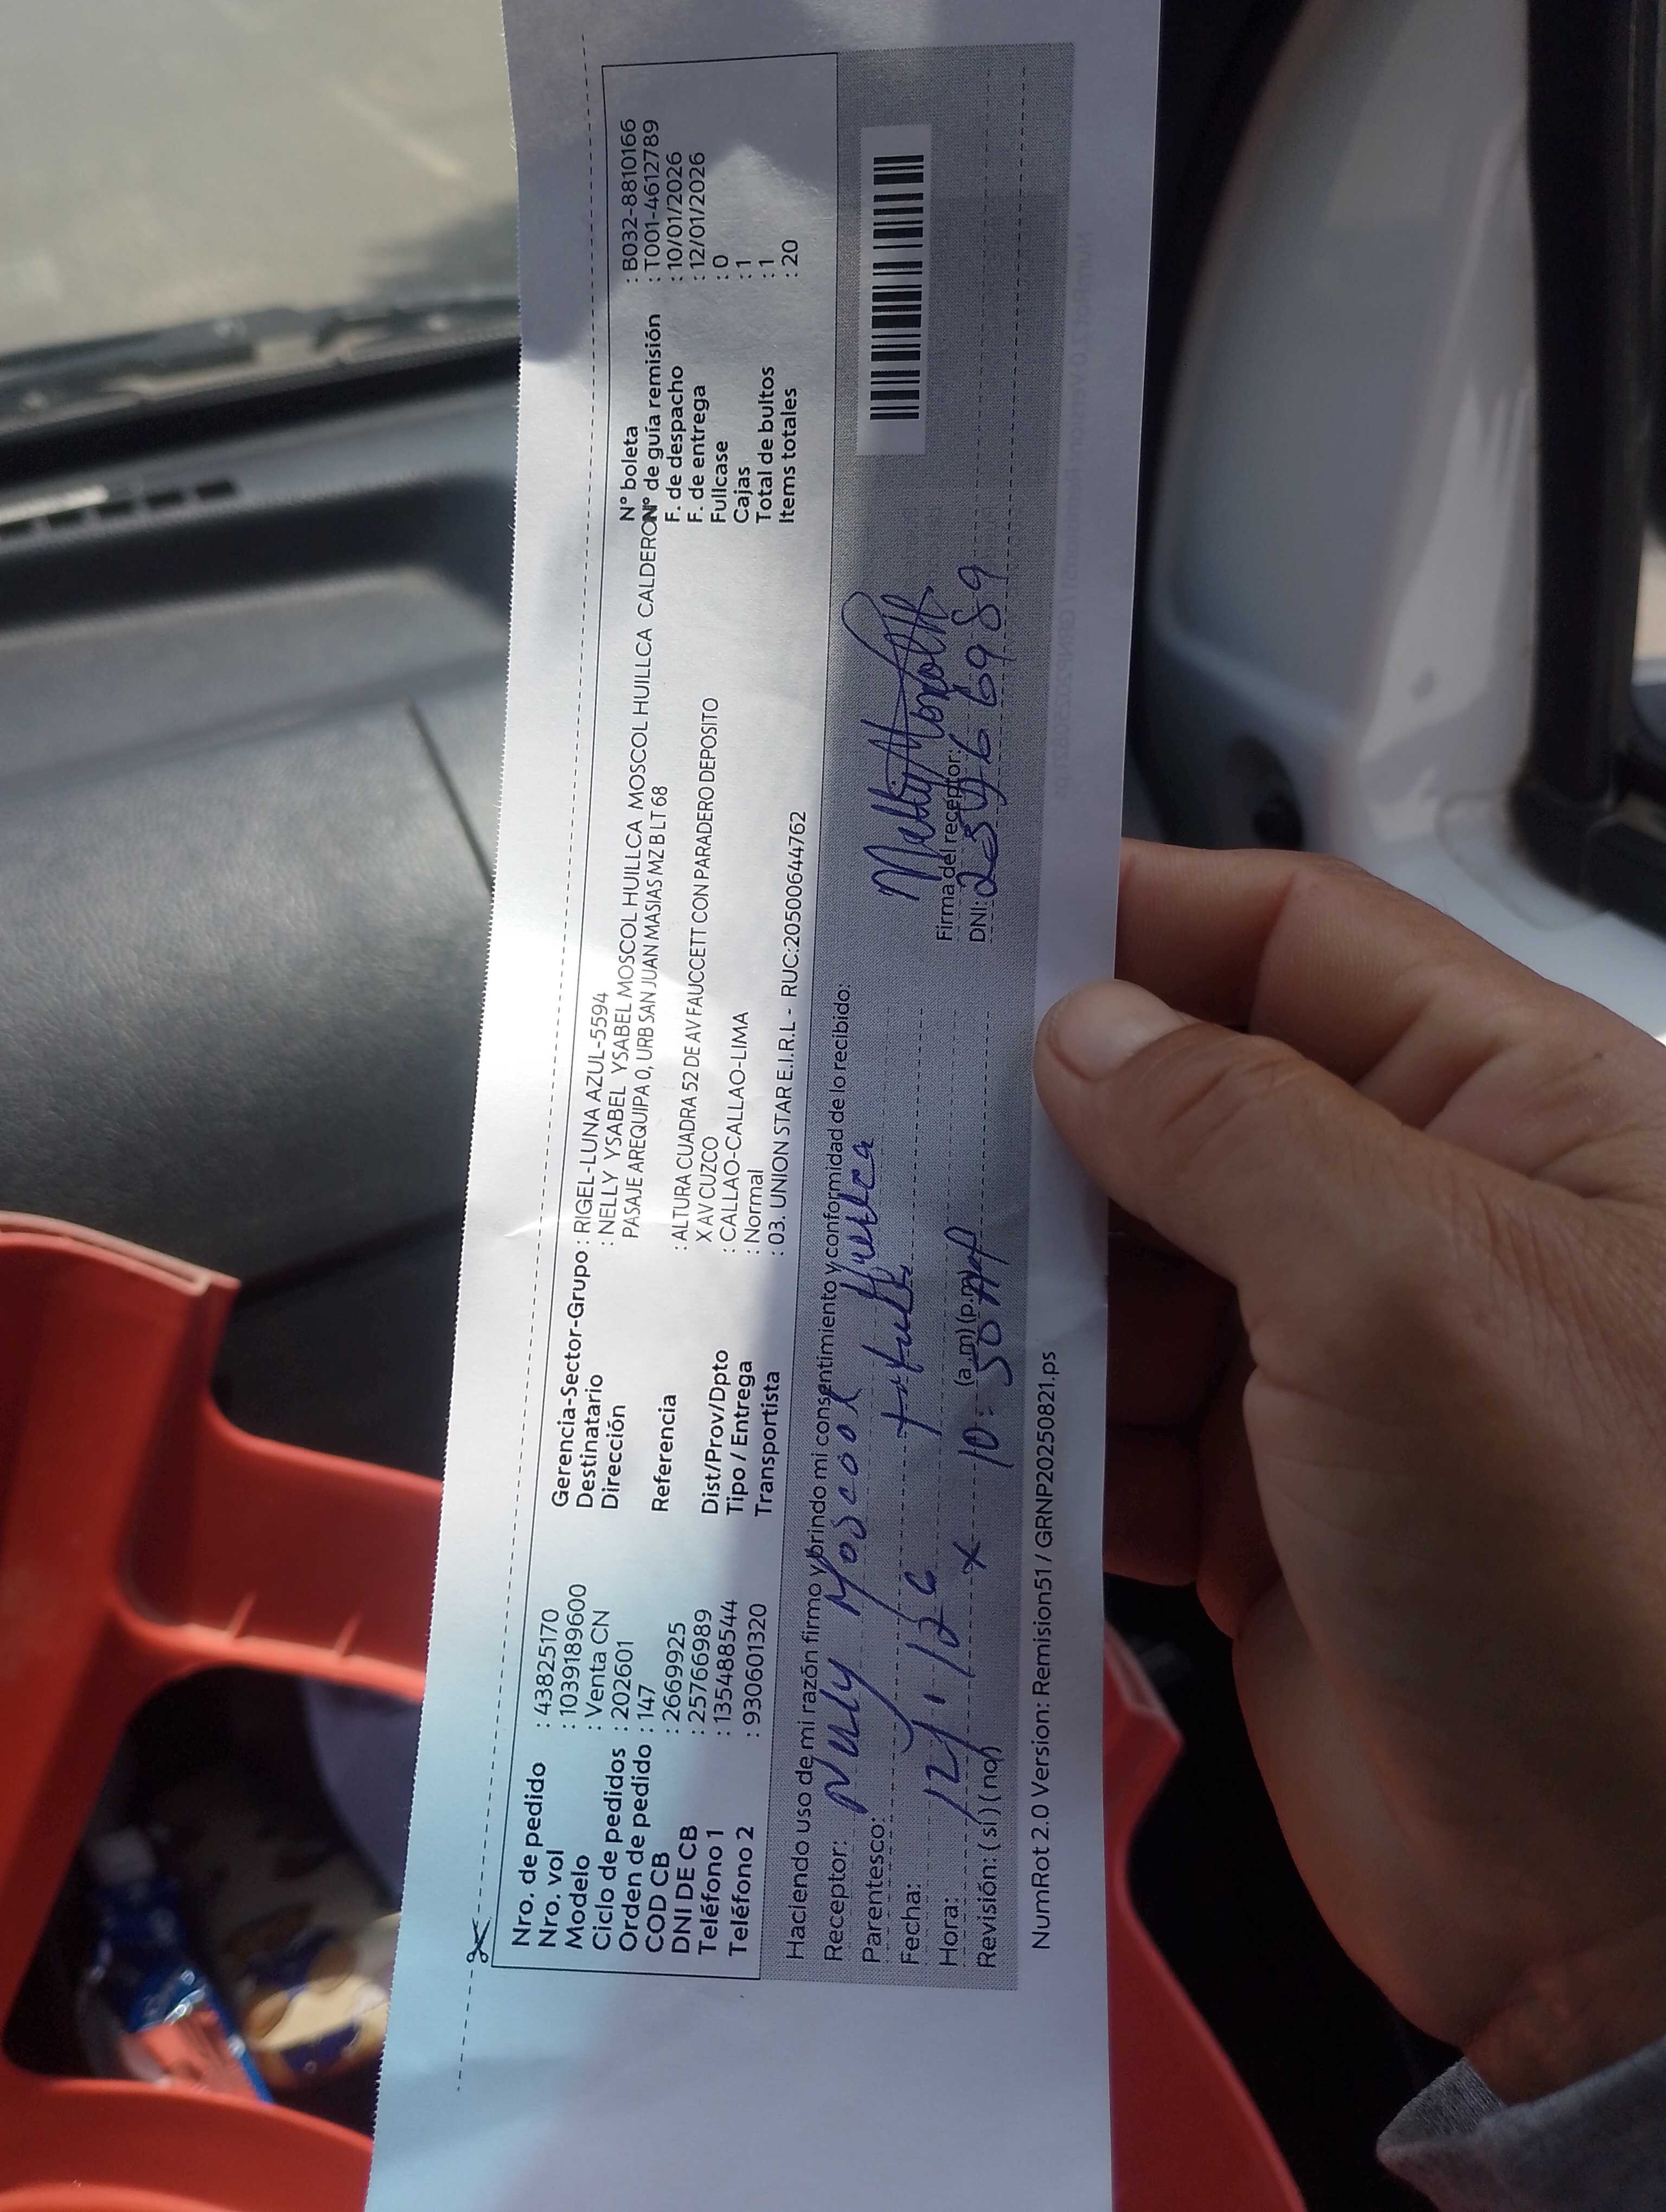 Nro. de pedido : 43825170
Nro. vol : 1039189600
Modelo : Venta CN
Ciclo de pedidos : 202601
Orden de pedido : 147
COD CB : 2669925
DNI DE CB : 25766989
Teléfono 1 : 135488544
Teléfono 2 : 930601320
Gerencia-Sector-Grupo : RIGEL-LUNA AZUL-5594
Destinatario : NELLY YSABEL YSABEL MOSCOL HUILLCA MOSCOL HUILLCA CALDERON
Dirección PASAJE AREQUIPA 0, URB SAN JUAN MASIAS MZ B LT 68
Referencia : ALTURA CUADRA 52 DE AV FAUCCETT CON PARADERO DEPOSITO
X AV CUZCO
Dist/Prov/Dpto : CALLAO-CALLAO-LIMA
Tipo / Entrega : Normal
Transportista : 03. UNION STAR E.I.R.L - RUC:20500644762
N° boleta : B032-8810166
N° de guía remisión : T001-4612789
F. de despacho : 10/01/2026
F. de entrega : 12/01/2026
Fullcase : 0
Cajas : 1
Total de bultos : 1
Items totales : 20
Haciendo uso de mi razón firmo y brindo mi consentimiento y conformidad de lo recibido:
Receptor: Nelly Moscol Huillca
Parentesco:
Fecha:
Hora: 10:50 (a.m)(p.m)
Revisión: (si) (no) x
Firma del receptor:
DNI: 25766989
NumRot 2.0 Version: Remision51 / GRNP20250821.ps